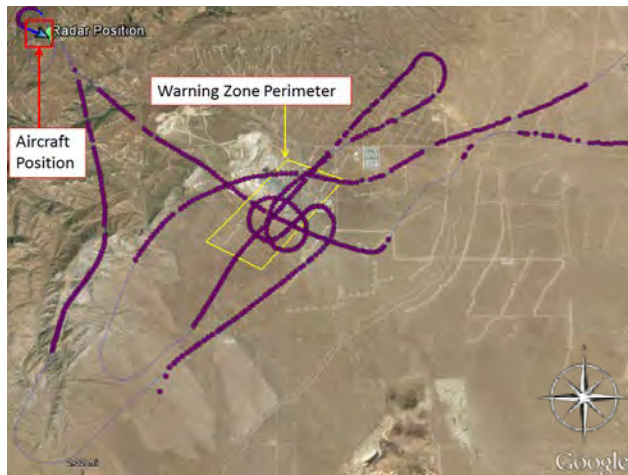 Radar Position
Warning Zone Perimeter
Aircraft
Position
Google